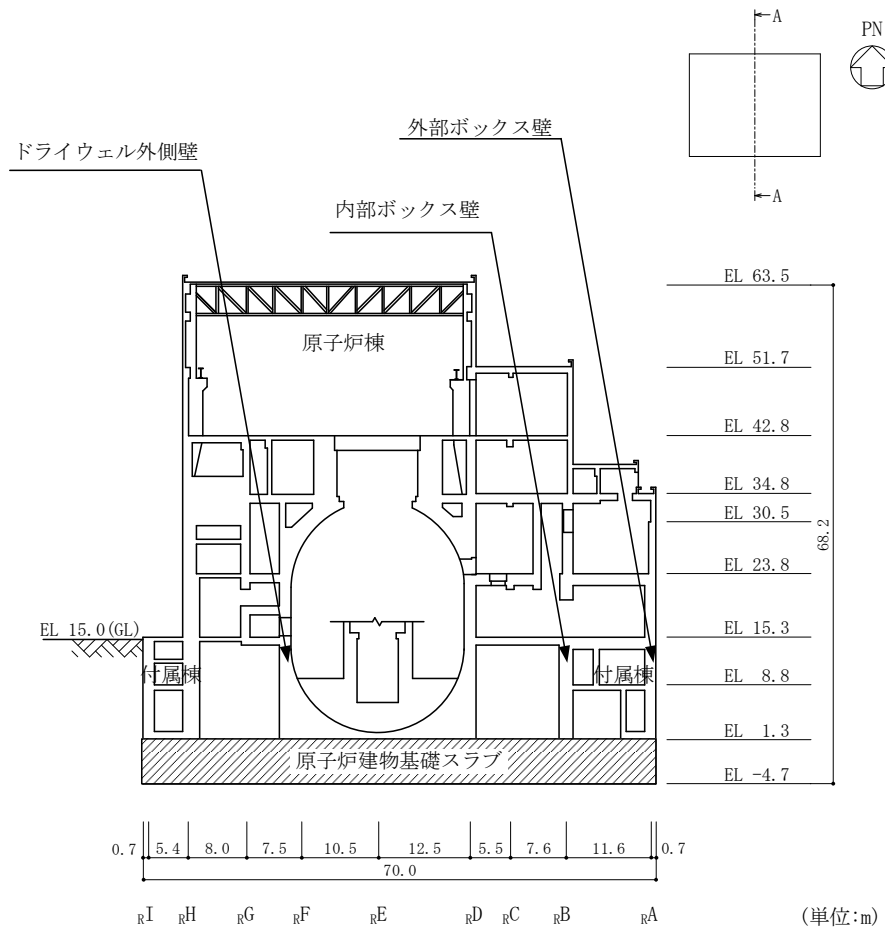 A
PN
A
外部ボックス壁
ドライウェル外側壁
内部ボックス壁
EL 63.5
原子炉棟
EL 51.7
EL 42.8
EL 34.8
EL 30.5
68.2
EL 23.8
EL 15.0(GL)
EL 15.3
付属棟
付属棟
EL 8.8
EL 1.3
原子炉建物基礎スラブ
EL -4.7
0.7 5.4 8.0 7.5 10.5 12.5 5.5 7.6 11.6 0.7
70.0
RI RH RG RF RE RD RC RB RA
(単位:m)